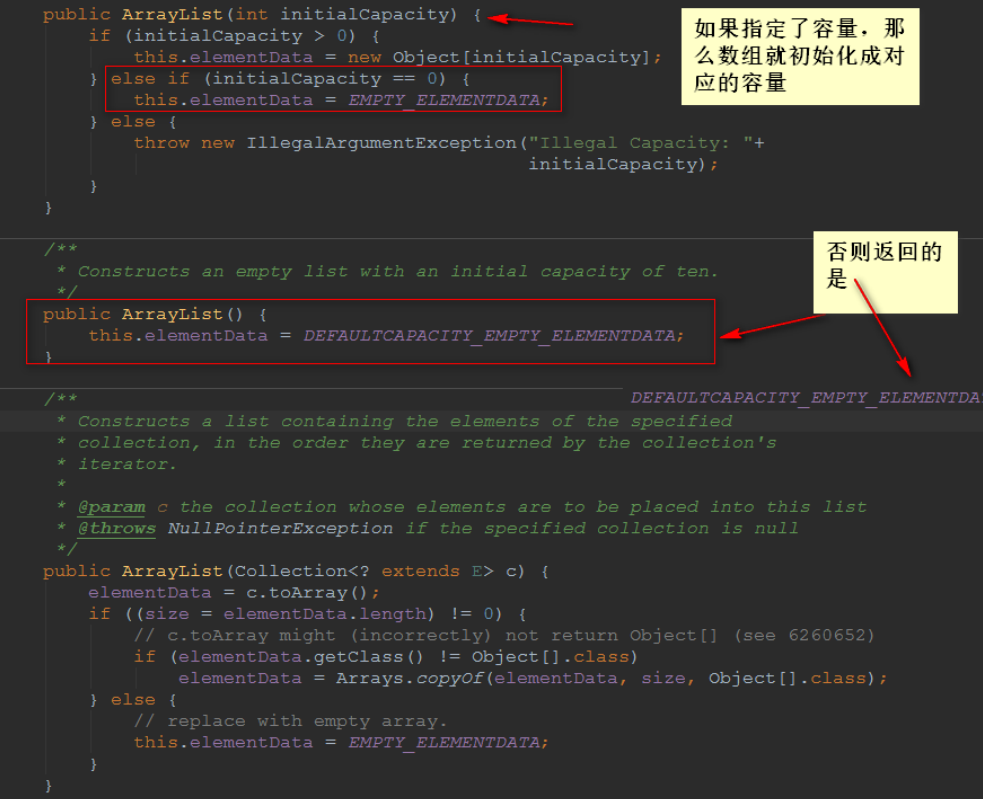 public ArrayList(int initialCapacity) {
如果指定了容量，那
么数组就初始化成对
应的容量
if (initialCapacity > 0) {
this.elementData = new Object[initialCapacity];
} else if (initialCapacity == 0) {
this.elementData = EMPTY_ELEMENTDATA;
} else {
throw new IllegalArgumentException("Illegal Capacity: "+
initialCapacity);
}
}
/**
* Constructs an empty list with an initial capacity of ten.
*/
否则返回的
是
public ArrayList() {
this.elementData = DEFAULTCAPACITY_EMPTY_ELEMENTDATA;
}
DEFAULTCAPACITY_EMPTY_ELEMENTDA
/**
* Constructs a list containing the elements of the specified
* collection, in the order they are returned by the collection's
* iterator.
*
* @param c the collection whose elements are to be placed into this list
* @throws NullPointerException if the specified collection is null
*/
public ArrayList(Collection<? extends E> c) {
elementData = c.toArray();
if ((size = elementData.length) != 0) {
// c.toArray might (incorrectly) not return Object[] (see 6260652)
if (elementData.getClass() != Object[].class)
elementData = Arrays.copyOf(elementData, size, Object[].class);
} else {
// replace with empty array.
this.elementData = EMPTY_ELEMENTDATA;
}
}